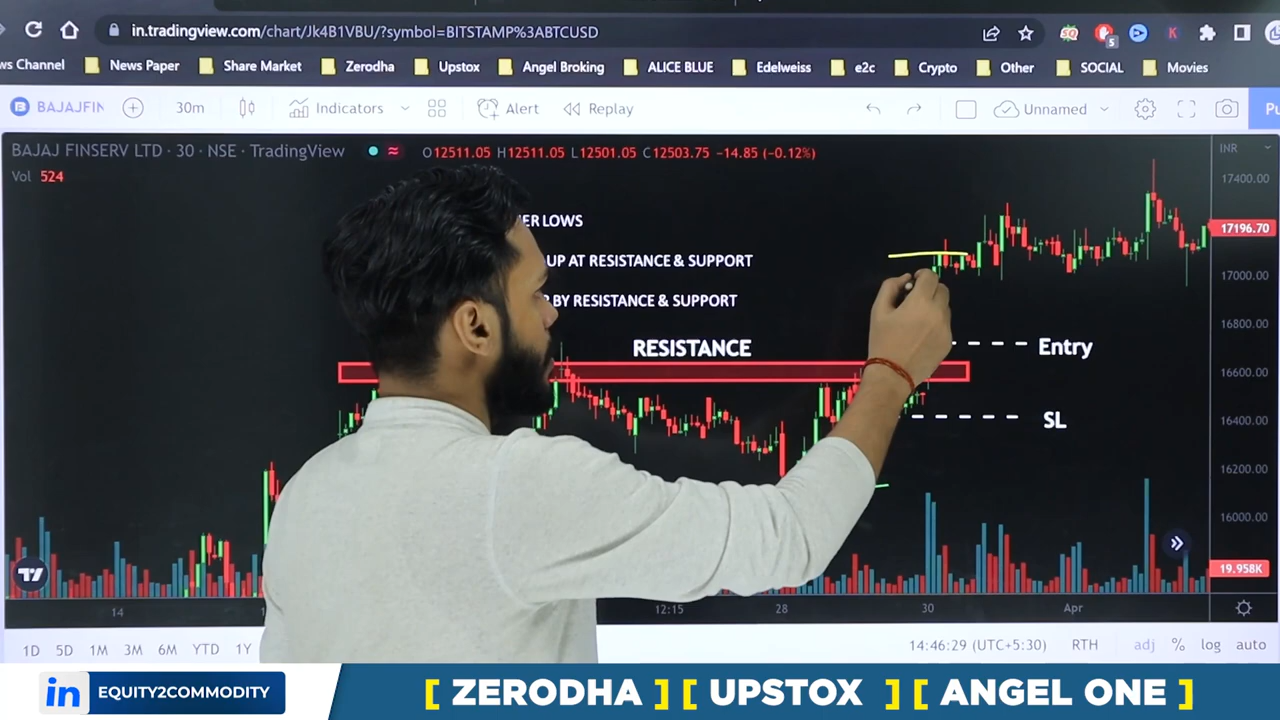 in.tradingview.com/chart/Jk4B1VBU/?symbol=BITSTAMP%3ABTCUSD
ws Channel News Paper Share Market Zerodha Upstox Angel Broking ALICE BLUE Edelweiss e2c Crypto Other SOCIAL Movies
BAJAJFIN 30m Indicators Alert Replay Unnamed Pu
BAJAJ FINSERV LTD · 30 · NSE · TradingView O12511.05 H12511.05 L12501.05 C12503.75 −14.85 (−0.12%) INR
Vol 524
17400.00
ER LOWS
17196.70
UP AT RESISTANCE & SUPPORT
17000.00
BY RESISTANCE & SUPPORT
16800.00
RESISTANCE
Entry
16600.00
16400.00
SL
16200.00
16000.00
19.958K
14 12:15 28 30 Apr
1D 5D 1M 3M 6M YTD 1Y 14:46:29 (UTC+5:30) RTH adj % log auto
in EQUITY2COMMODITY
[ ZERODHA ] [ UPSTOX ] [ ANGEL ONE ]